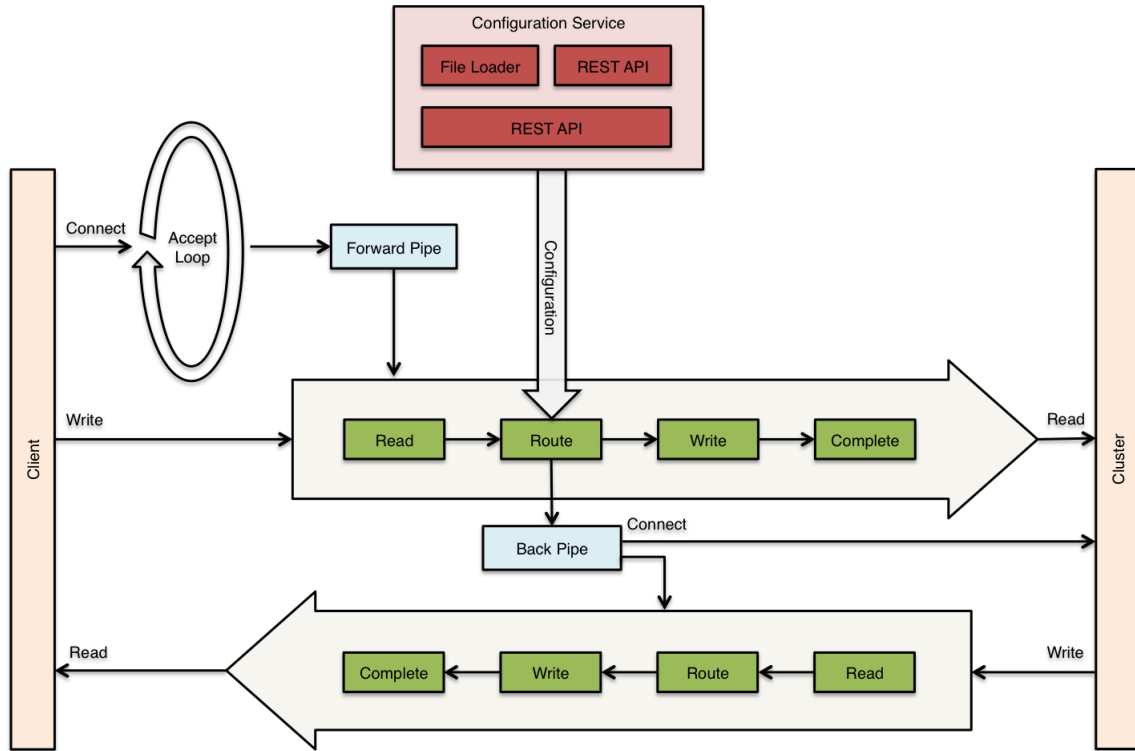 Configuration Service
File Loader
REST API
REST API
Connect
Accept
Loop
Forward Pipe
Configuration
Write
Read
Route
Write
Complete
Read
Client
Cluster
Connect
Back Pipe
Read
Complete
Write
Route
Read
Write